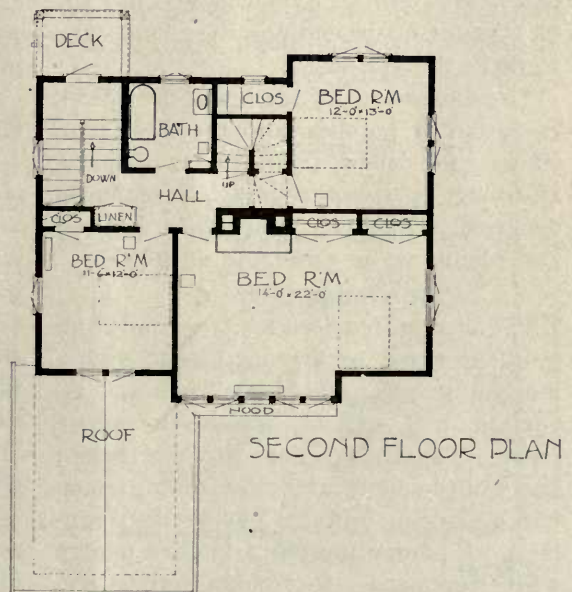 DECK
CLOS
BED RM
12'-0" × 13'-0"
BATH
DOWN
UP
HALL
CLOS
LINEN
CLOS
CLOS
BED R'M
11'-6" × 12'-0"
BED R'M
14'-0" × 22'-0"
HOOD
ROOF
SECOND FLOOR PLAN